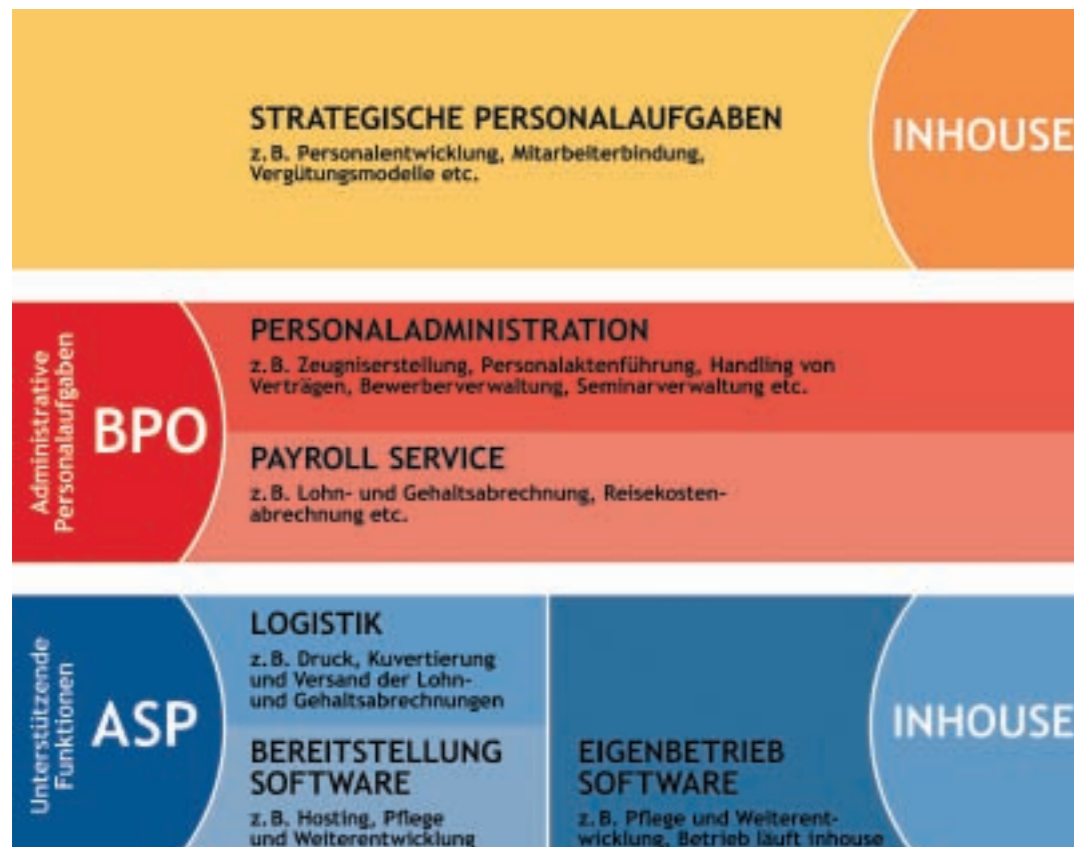 STRATEGISCHE PERSONALAUFGABEN
z.B. Personalentwicklung, Mitarbeiterbindung,
Vergütungsmodelle etc.
INHOUSE
Administrative
Personalaufgaben
BPO
PERSONALADMINISTRATION
z.B. Zeugniserstellung, Personalaktenführung, Handling von
Verträgen, Bewerberverwaltung, Seminarverwaltung etc.
PAYROLL SERVICE
z.B. Lohn- und Gehaltsabrechnung, Reisekosten-
abrechnung etc.
Unterstützende
Funktionen
ASP
LOGISTIK
z.B. Druck, Kuvertierung
und Versand der Lohn-
und Gehaltsabrechnungen
BEREITSTELLUNG
SOFTWARE
z.B. Hosting, Pflege
und Weiterentwicklung
EIGENBETRIEB
SOFTWARE
z.B. Pflege und Weiterent-
wicklung, Betrieb läuft inhouse
INHOUSE